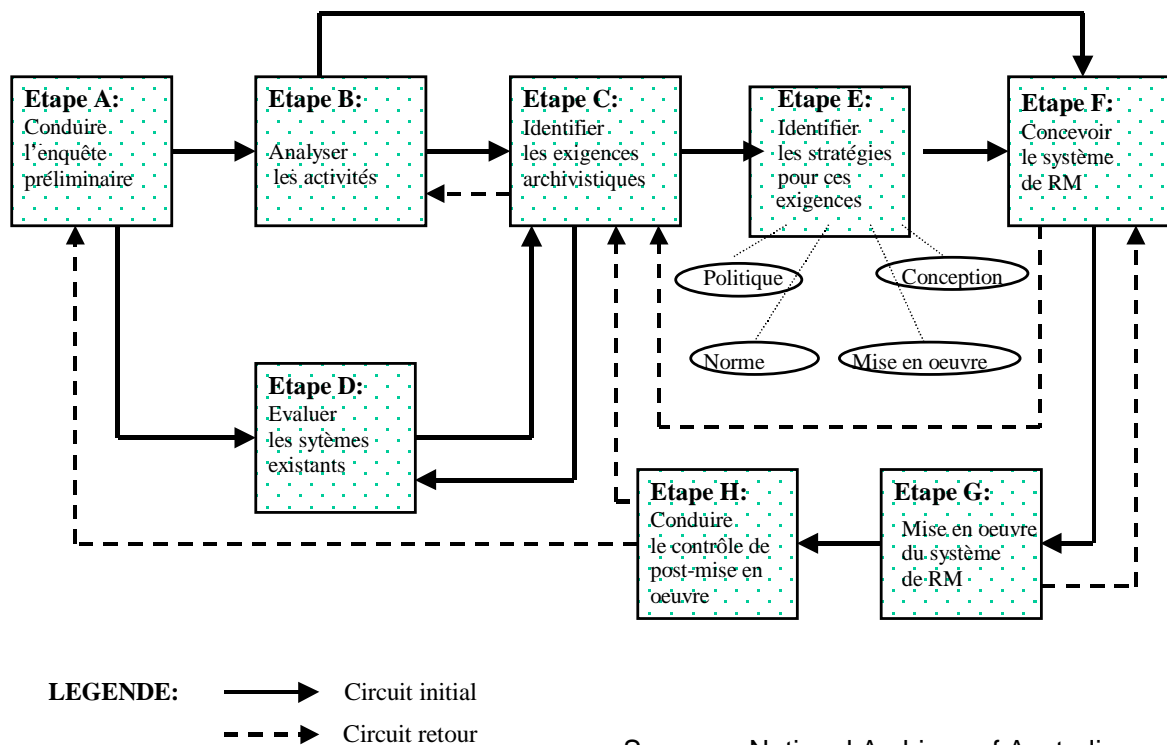 Etape A:
Conduire
l'enquête
préliminaire
Etape B:
Analyser
les activités
Etape C:
Identifier
les exigences
archivistiques
Etape E:
Identifier
les stratégies
pour ces
exigences
Etape F:
Concevoir
le système
de RM
Politique
Conception
Norme
Mise en oeuvre
Etape D:
Evaluer
les sytèmes
existants
Etape H:
Conduire
le contrôle de
post-mise en
oeuvre
Etape G:
Mise en oeuvre
du système
de RM
LEGENDE:
Circuit initial
Circuit retour